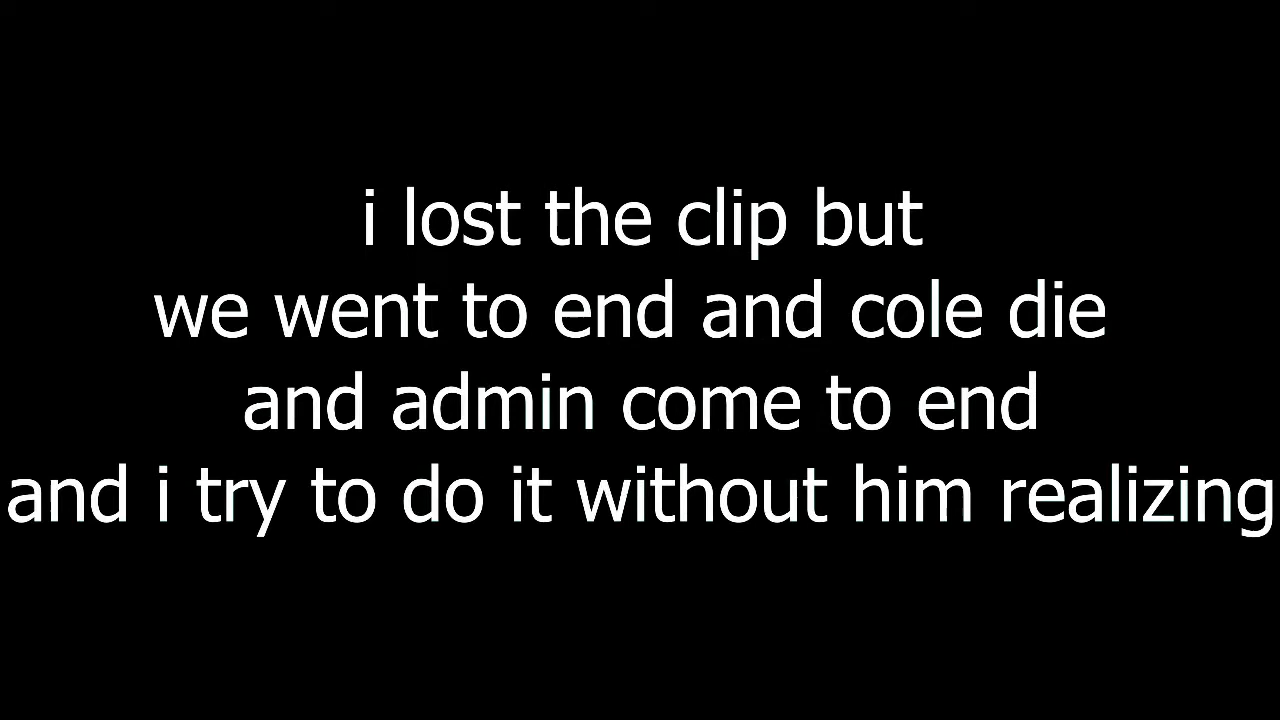 i lost the clip but
we went to end and cole die
and admin come to end
and i try to do it without him realizing